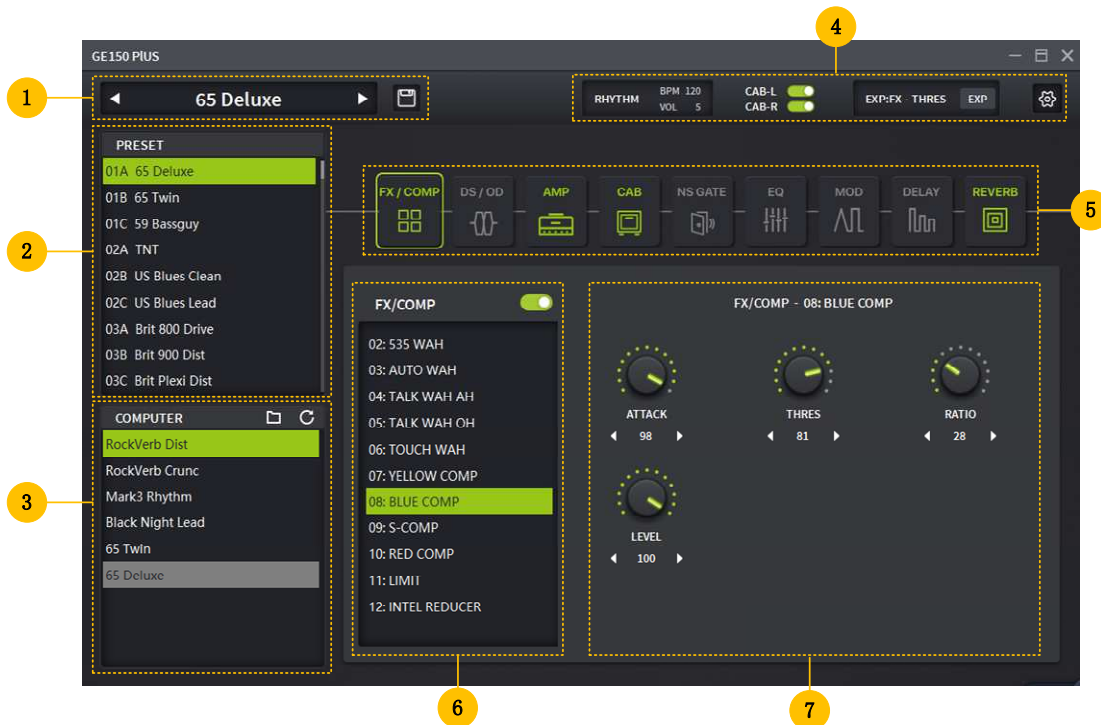 4
GE150 PlUS
1
65 Deluxe
RHYTHM
BPM 120
VOL 5
CAB-L
CAB-R
EXP:FX THRES
EXP
2
PRESET
01A 65 Deluxe
01B 65 Twin
01C 59 Bassguy
02A TNT
02B US Blues Clean
02C US Blues Lead
03A Brit 800 Drive
03B Brit 900 Dist
03C Brit Plexi Dist
FX/COMP
DS/OD
AMP
CAB
NS GATE
EQ
MOD
DELAY
REVERB
5
3
COMPUTER
RockVerb Dist
RockVerb Crunc
Mark3 Rhythm
Black Night Lead
65 Twin
65 Deluxe
FX/COMP
02: 535 WAH
03: AUTO WAH
04: TALK WAH AH
05: TALK WAH OH
06: TOUCH WAH
07: YELLOW COMP
08: BLUE COMP
09: S-COMP
10: RED COMP
11: LIMIT
12: INTEL REDUCER
FX/COMP - 08: BLUE COMP
ATTACK
98
THRES
81
RATIO
28
LEVEL
100
6
7